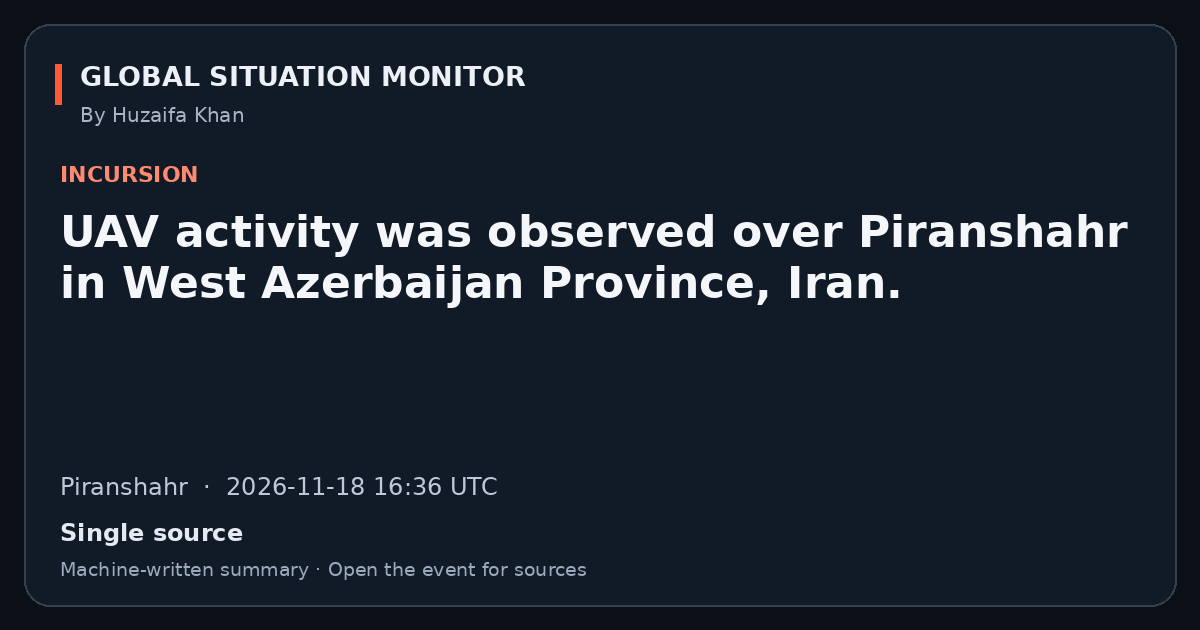 GLOBAL SITUATION MONITOR
By Huzaifa Khan
INCURSION
UAV activity was observed over Piranshahr
in West Azerbaijan Province, Iran.
Piranshahr · 2026-11-18 16:36 UTC
Single source
Machine-written summary · Open the event for sources